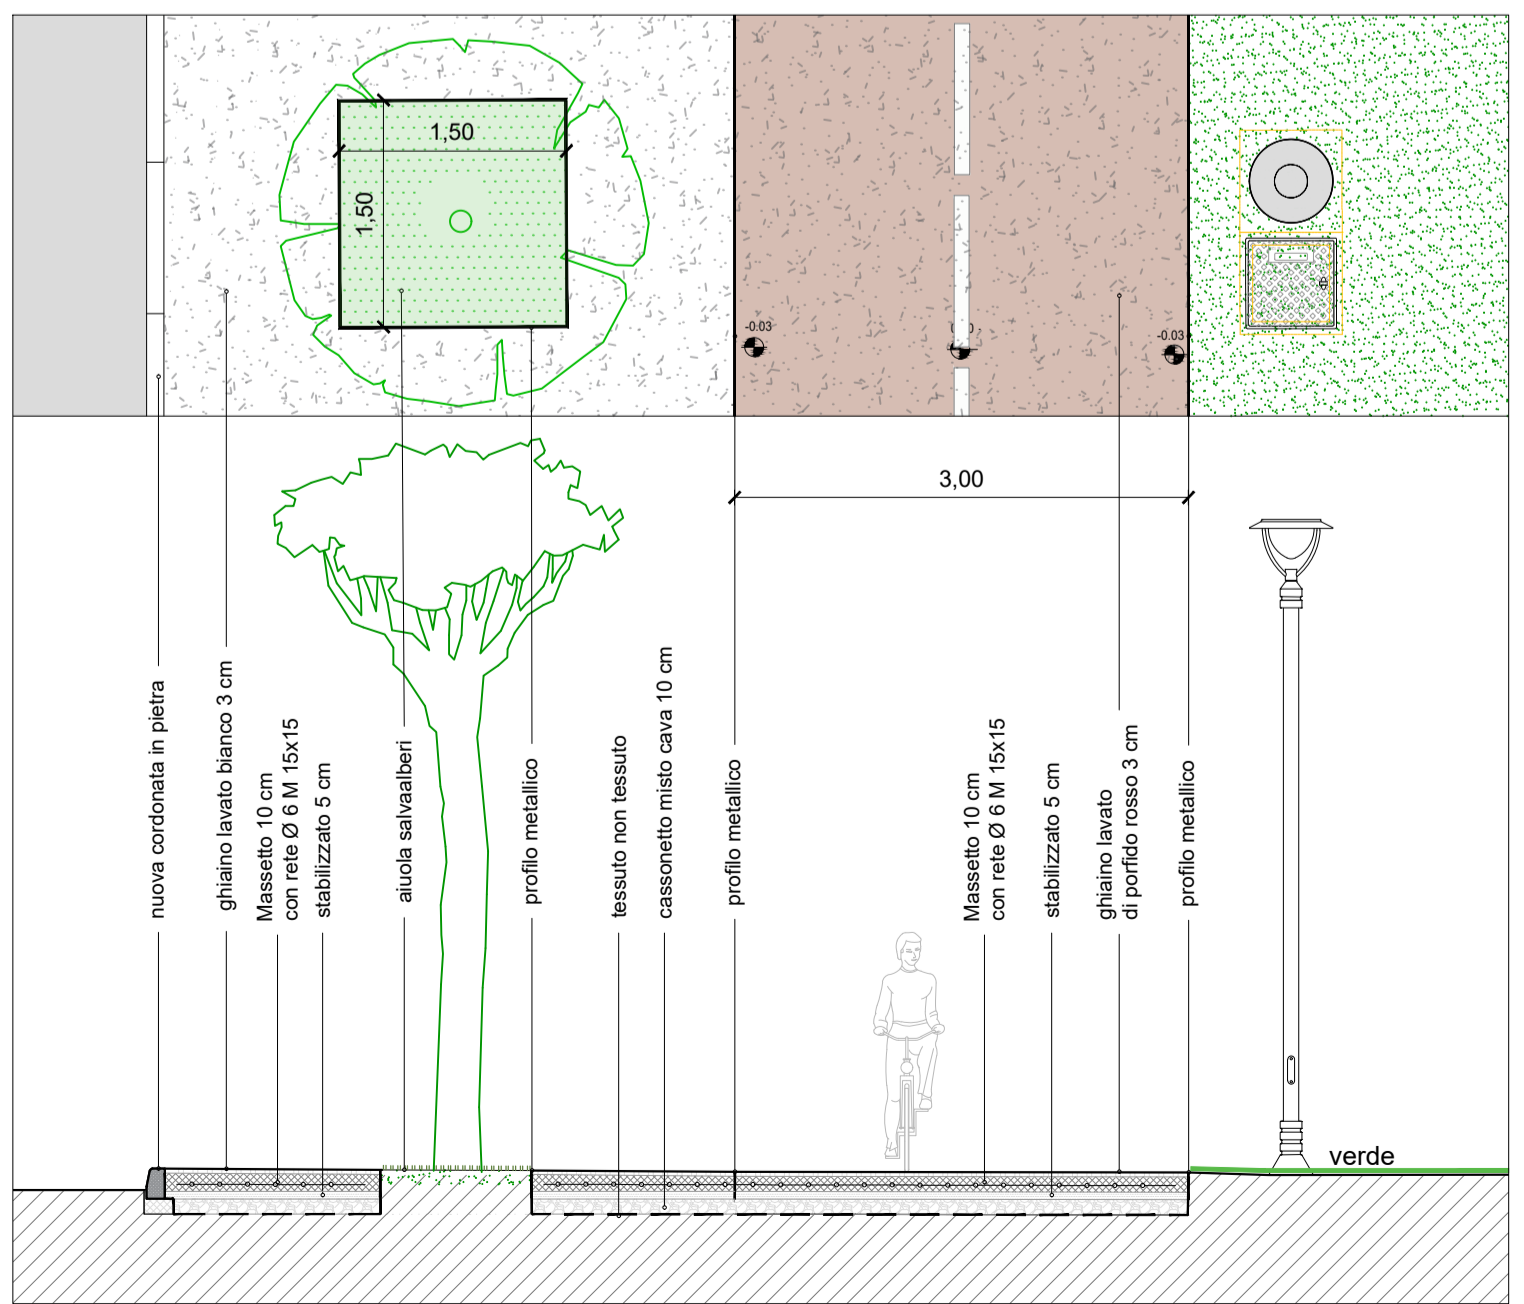 1,50
1,50
-0.03
-0.03
3,00
nuova cordonata in pietra
ghiaino lavato bianco 3 cm
Massetto 10 cm
con rete Ø 6 M 15x15
stabilizzato 5 cm
aiuola salvaalberi
profilo metallico
tessuto non tessuto
cassonetto misto cava 10 cm
profilo metallico
Massetto 10 cm
con rete Ø 6 M 15x15
stabilizzato 5 cm
ghiaino lavato
di porfido rosso 3 cm
profilo metallico
verde